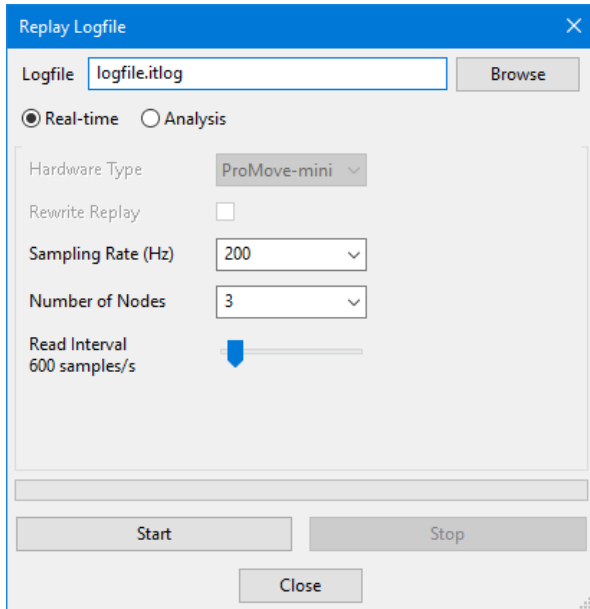 Replay Logfile
Logfile logfile.itlog Browse
Real-time Analysis
Hardware Type ProMove-mini
Rewrite Replay
Sampling Rate (Hz) 200
Number of Nodes 3
Read Interval
600 samples/s
Start Stop
Close